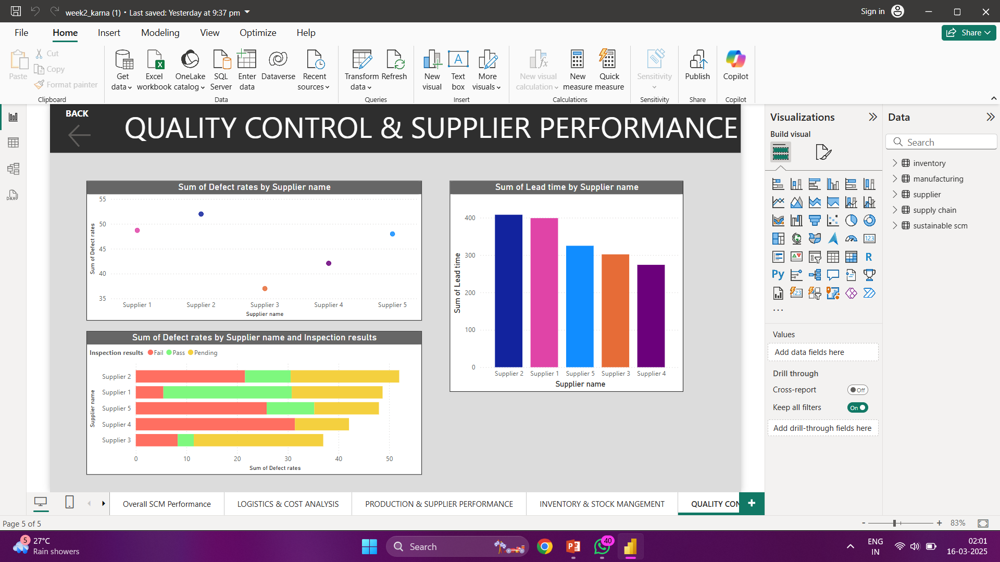 week2_karna (1) • Last saved: Yesterday at 9:37 pm
Sign in
File
Home
Insert
Modeling
View
Optimize
Help
Share
Paste
Cut
Copy
Format painter
Clipboard
Get data
Excel workbook
OneLake catalog
SQL Server
Enter data
Dataverse
Recent sources
Data
Transform data
Refresh
Queries
New visual
Text box
More visuals
Insert
New visual calculation
New measure
Quick measure
Calculations
Sensitivity
Sensitivity
Publish
Share
Copilot
Copilot
BACK
QUALITY CONTROL & SUPPLIER PERFORMANCE
Sum of Defect rates by Supplier name
Sum of Defect rates
55
50
45
40
35
Supplier 1 Supplier 2 Supplier 3 Supplier 4 Supplier 5
Supplier name
Sum of Lead time by Supplier name
Sum of Lead time
400
300
200
100
0
Supplier 2 Supplier 1 Supplier 5 Supplier 3 Supplier 4
Supplier name
Sum of Defect rates by Supplier name and Inspection results
Inspection results Fail Pass Pending
Supplier name
Supplier 2
Supplier 1
Supplier 5
Supplier 4
Supplier 3
0 10 20 30 40 50
Sum of Defect rates
Visualizations
Build visual
123
R
Py
123
...
Values
Add data fields here
Drill through
Cross-report
Off
Keep all filters
On
Add drill-through fields here
Data
Search
inventory
manufacturing
supplier
supply chain
sustainable scm
DAX
Overall SCM Performance
LOGISTICS & COST ANALYSIS
PRODUCTION & SUPPLIER PERFORMANCE
INVENTORY & STOCK MANGEMENT
QUALITY CON
+
Page 5 of 5
- + 83%
5
27°C
Rain showers
Search
40
ENG
IN
02:01
16-03-2025